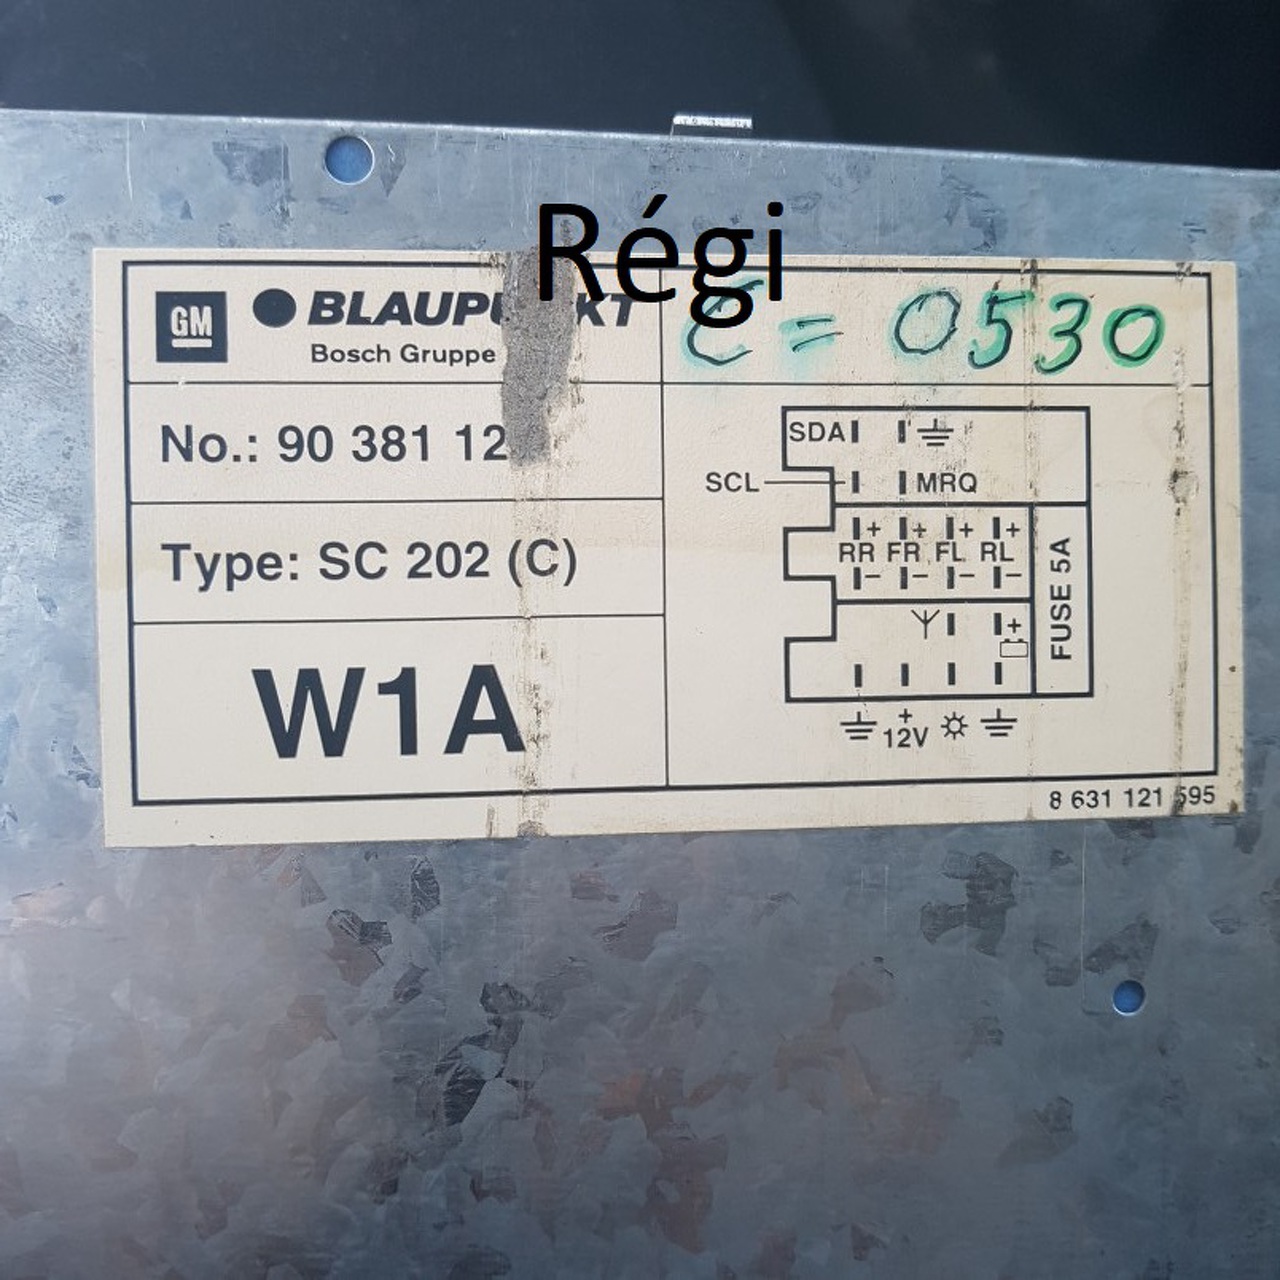 Régi
GM
BLAUPUNKT
Bosch Gruppe
C = 0530
No.: 90 381 12
Type: SC 202 (C)
W1A
SDA
SCL MRQ
+ + + +
RR FR FL RL
- - - -
FUSE 5A
+
+
12V
8 631 121 595